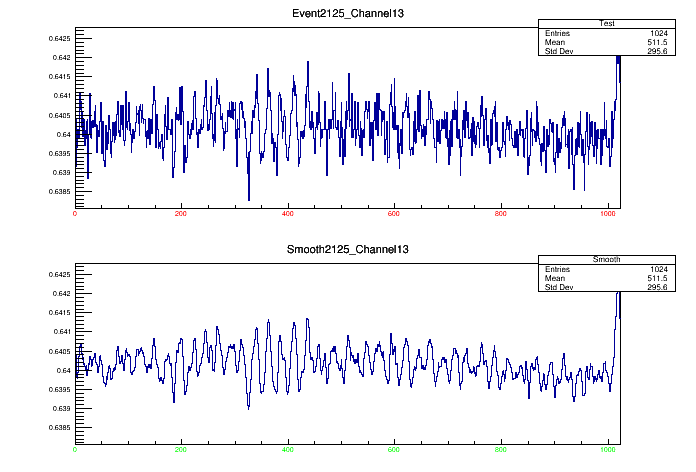 Event2125_Channel13
Test
Entries 1024
Mean 511.5
Std Dev 295.6
0.6425
0.642
0.6415
0.641
0.6405
0.64
0.6395
0.639
0.6385
0 200 400 600 800 1000
Smooth2125_Channel13
Smooth
Entries 1024
Mean 511.5
Std Dev 295.6
0.6425
0.642
0.6415
0.641
0.6405
0.64
0.6395
0.639
0.6385
0 200 400 600 800 1000